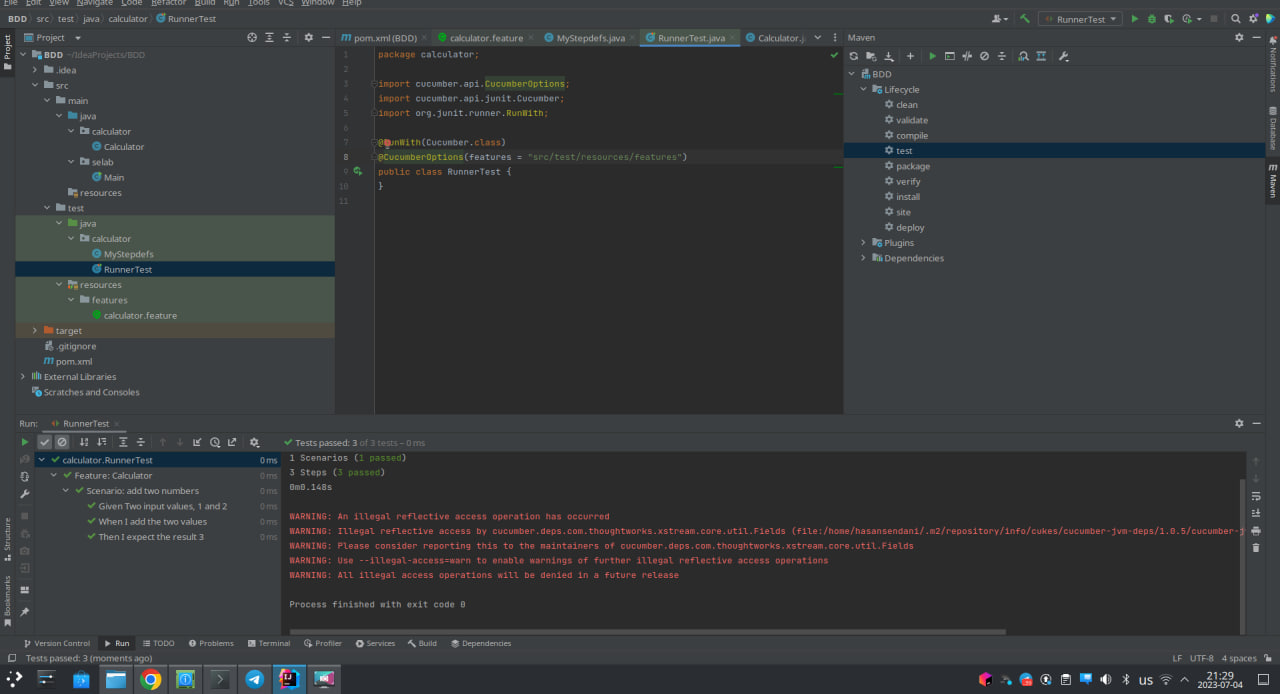 File Edit View Navigate Code Refactor Build Run Tools VCS Window Help
BDD src test java calculator RunnerTest
RunnerTest
Project
pom.xml (BDD) calculator.feature MyStepdefs.java RunnerTest.java Calculator.j
Maven
BDD ~/IdeaProjects/BDD
.idea
src
main
java
calculator
Calculator
selab
Main
resources
test
java
calculator
MyStepdefs
RunnerTest
resources
features
calculator.feature
target
.gitignore
pom.xml
External Libraries
Scratches and Consoles
1 package calculator;
2
3 import cucumber.api.CucumberOptions;
4 import cucumber.api.junit.Cucumber;
5 import org.junit.runner.RunWith;
6
7 @RunWith(Cucumber.class)
8 @CucumberOptions(features = "src/test/resources/features")
9 public class RunnerTest {
10 }
11
BDD
Lifecycle
clean
validate
compile
test
package
verify
install
site
deploy
Plugins
Dependencies
Project
Structure
Bookmarks
Notifications
Database
Maven
Run: RunnerTest
Tests passed: 3 of 3 tests – 0 ms
calculator.RunnerTest 0 ms
Feature: Calculator 0 ms
Scenario: add two numbers 0 ms
Given Two input values, 1 and 2 0 ms
When I add the two values 0 ms
Then I expect the result 3 0 ms
1 Scenarios (1 passed)
3 Steps (3 passed)
0m0.148s
WARNING: An illegal reflective access operation has occurred
WARNING: Illegal reflective access by cucumber.deps.com.thoughtworks.xstream.core.util.Fields (file:/home/hasansendani/.m2/repository/info/cukes/cucumber-jvm-deps/1.0.5/cucumber-j
WARNING: Please consider reporting this to the maintainers of cucumber.deps.com.thoughtworks.xstream.core.util.Fields
WARNING: Use --illegal-access=warn to enable warnings of further illegal reflective access operations
WARNING: All illegal access operations will be denied in a future release
Process finished with exit code 0
Version Control Run TODO Problems Terminal Profiler Services Build Dependencies
Tests passed: 3 (moments ago)
LF UTF-8 4 spaces
us
21:29
2023-07-04